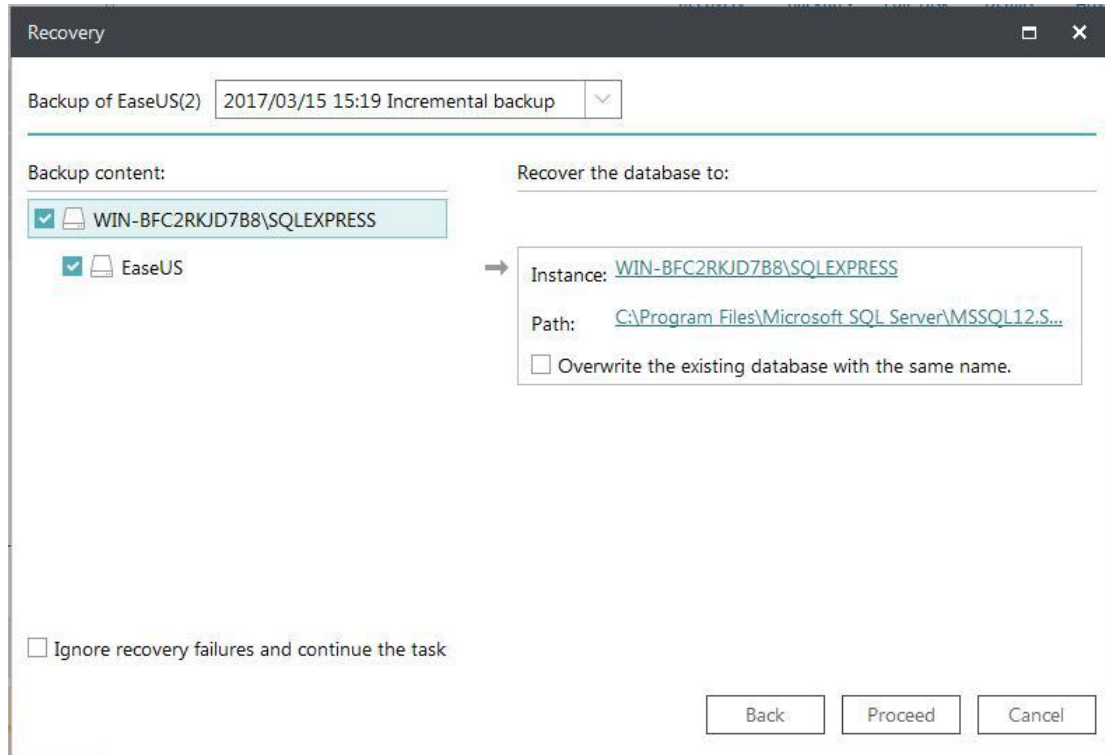 Recovery
Backup of EaseUS(2) 2017/03/15 15:19 Incremental backup
Backup content:
Recover the database to:
WIN-BFC2RKJD7B8\SQLEXPRESS
EaseUS
Instance: WIN-BFC2RKJD7B8\SQLEXPRESS
Path: C:\Program Files\Microsoft SQL Server\MSSQL12.S...
Overwrite the existing database with the same name.
Ignore recovery failures and continue the task
Back Proceed Cancel